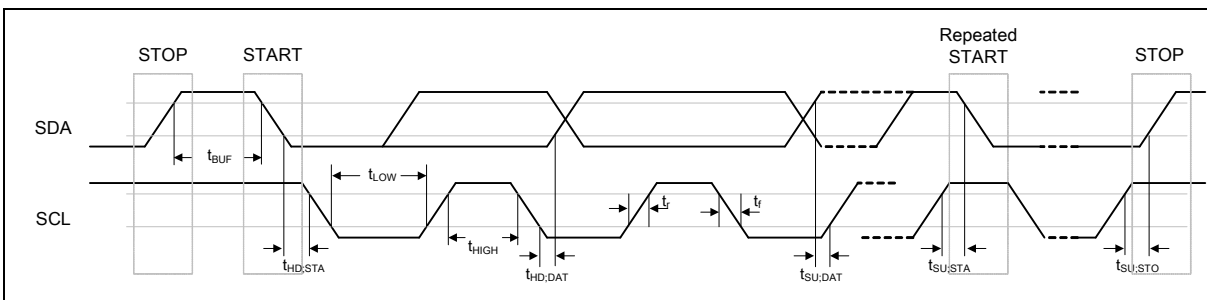 STOP
START
Repeated
START
STOP
SDA
tBUF
tLOW
SCL
tr
tf
tHD;STA
tHIGH
tHD;DAT
tSU;DAT
tSU;STA
tSU;STO